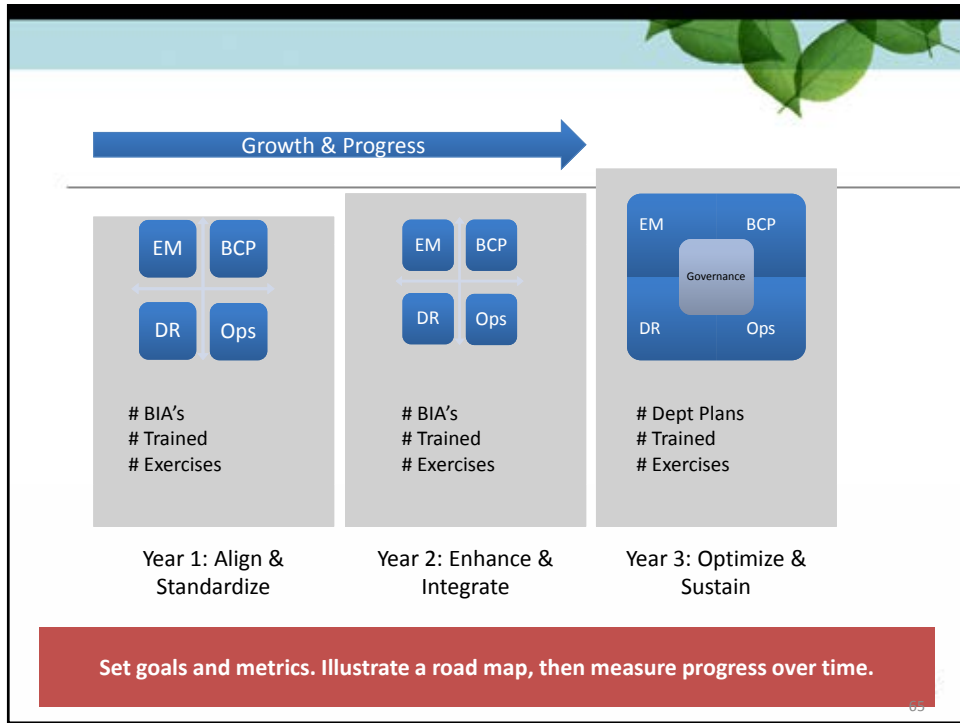 Growth & Progress
EM BCP
DR Ops
# BIA's
# Trained
# Exercises
Year 1: Align &
Standardize
EM BCP
DR Ops
# BIA's
# Trained
# Exercises
Year 2: Enhance &
Integrate
EM BCP
Governance
DR Ops
# Dept Plans
# Trained
# Exercises
Year 3: Optimize &
Sustain
Set goals and metrics. Illustrate a road map, then measure progress over time.
65